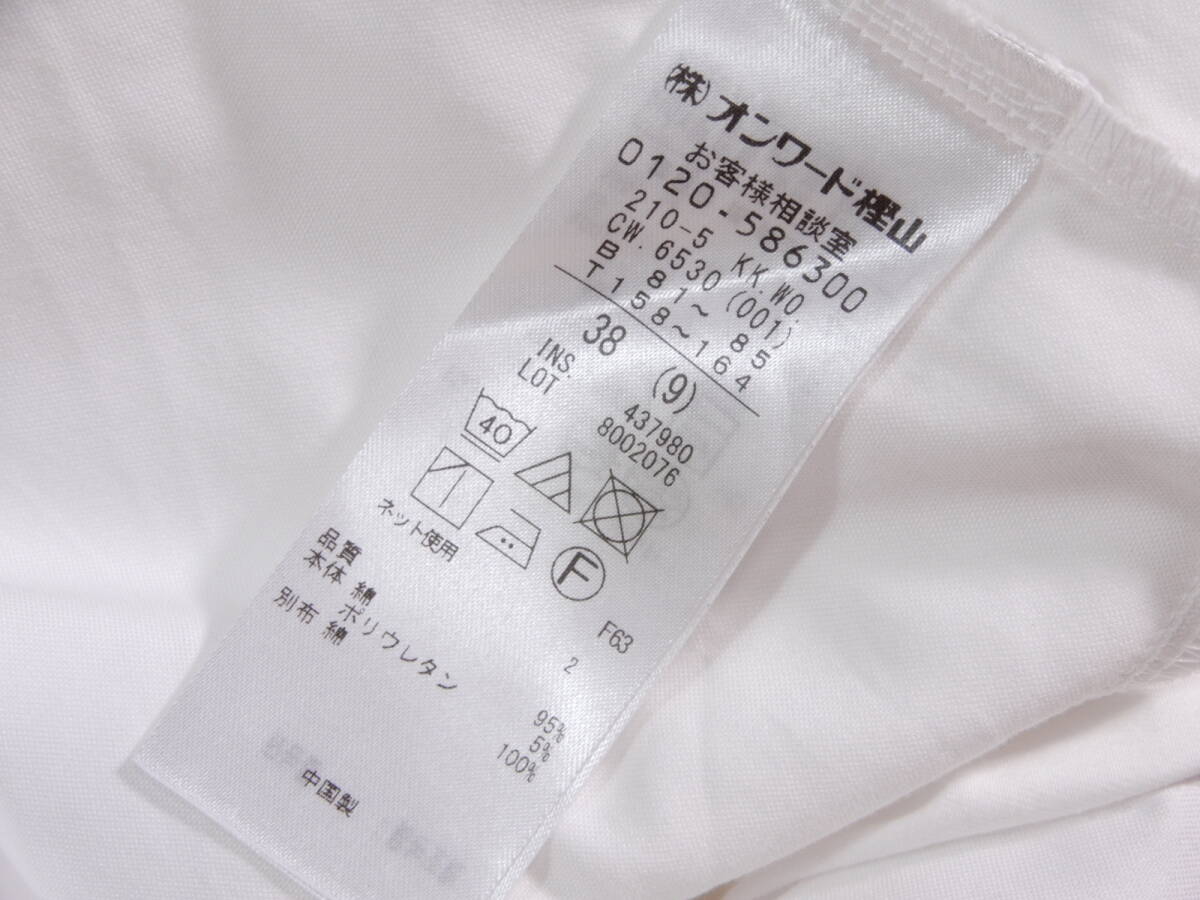 (株)オンワード樫山
お客様相談室
0120-586300
210-5 KK.WO.
CW.6530(001)
B 81~ 85
T158~164
38 (9)
INS. 437980
LOT 8002076
40
ネット使用
F
F63
品質 2
本体 綿 95%
ポリウレタン 5%
別布 綿 100%
中国製